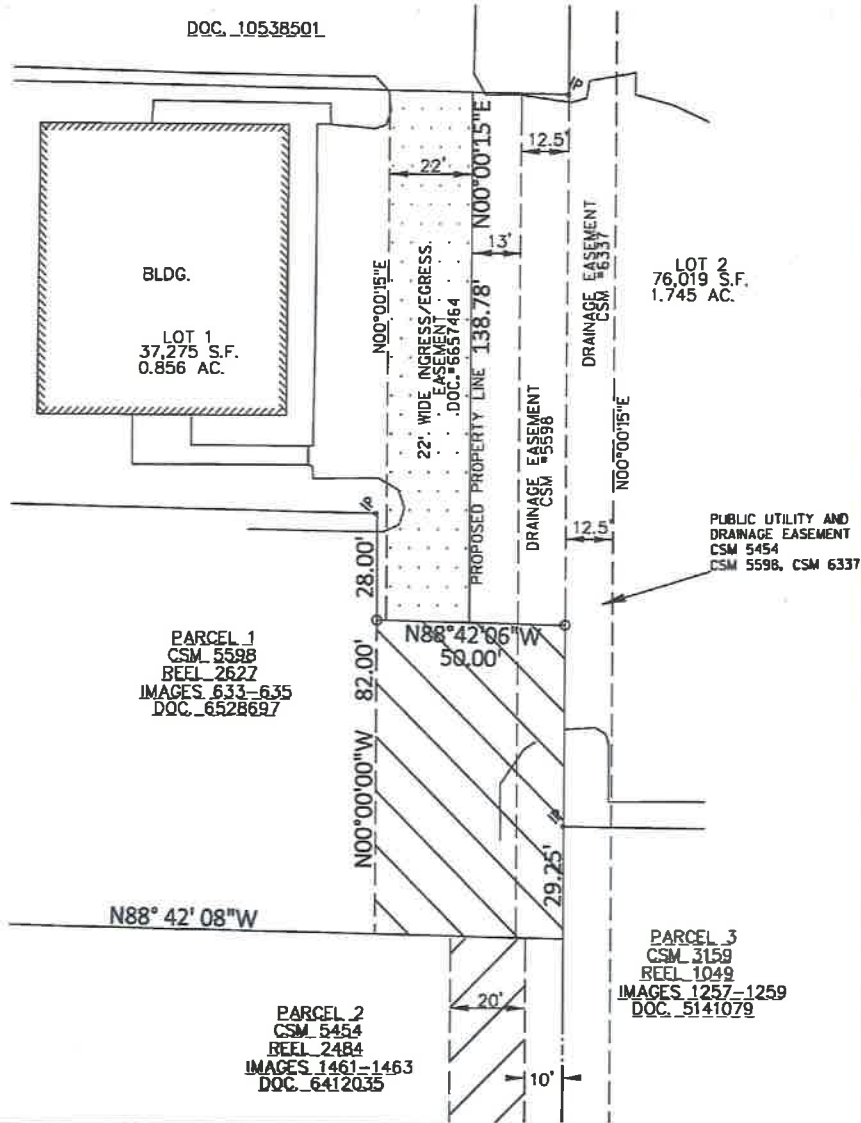 DOC. 10538501
IP
12.5'
22'
N00°00'15"E
13'
BLDG.
LOT 1
37,275 S.F.
0.856 AC.
N00°00'15"E
22'. WIDE INGRESS/EGRESS.
EASEMENT
DOC.#6657464
PROPOSED PROPERTY LINE 138.78'
DRAINAGE EASEMENT
CSM #5598
DRAINAGE EASEMENT
CSM #6337
LOT 2
76,019 S.F.
1.745 AC.
N00°00'15"E
IP
28.00'
12.5'
PUBLIC UTILITY AND
DRAINAGE EASEMENT
CSM 5454
CSM 5598, CSM 6337
N88°42'06"W
50.00'
PARCEL 1
CSM 5598
REEL 2627
IMAGES 633-635
DOC. 6528697
N00°00'00"W 82.00'
IP
29.25'
N88° 42' 08"W
PARCEL 3
CSM 3159
REEL 1049
IMAGES 1257-1259
DOC. 5141079
20'
PARCEL 2
CSM 5454
REEL 2484
IMAGES 1461-1463
DOC. 6412035
10'